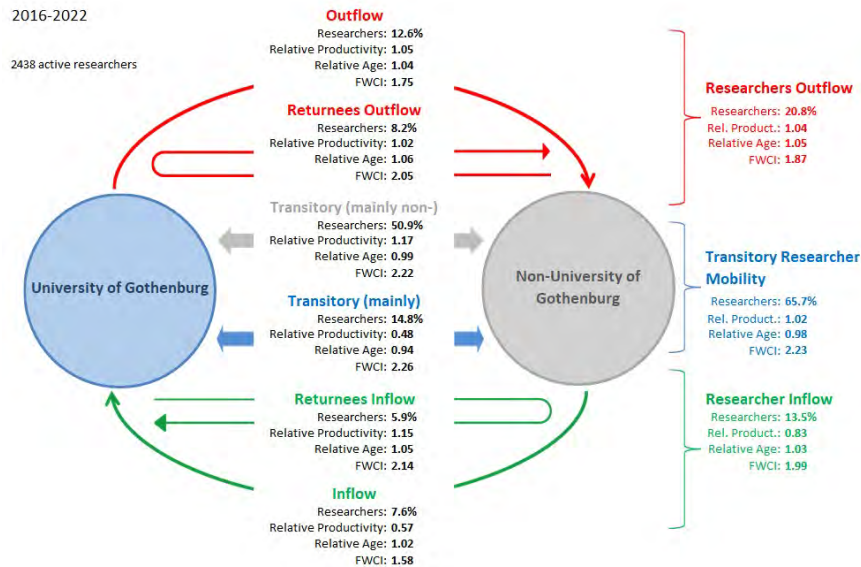 2016-2022
2438 active researchers
Outflow
Researchers: 12.6%
Relative Productivity: 1.05
Relative Age: 1.04
FWCI: 1.75
Returnees Outflow
Researchers: 8.2%
Relative Productivity: 1.02
Relative Age: 1.06
FWCI: 2.05
Transitory (mainly non-)
Researchers: 50.9%
Relative Productivity: 1.17
Relative Age: 0.99
FWCI: 2.22
University of Gothenburg
Non-University of
Gothenburg
Transitory (mainly)
Researchers: 14.8%
Relative Productivity: 0.48
Relative Age: 0.94
FWCI: 2.26
Returnees Inflow
Researchers: 5.9%
Relative Productivity: 1.15
Relative Age: 1.05
FWCI: 2.14
Inflow
Researchers: 7.6%
Relative Productivity: 0.57
Relative Age: 1.02
FWCI: 1.58
Researchers Outflow
Researchers: 20.8%
Rel. Product.: 1.04
Relative Age: 1.05
FWCI: 1.87
Transitory Researcher
Mobility
Researchers: 65.7%
Rel. Product.: 1.02
Relative Age: 0.98
FWCI: 2.23
Researcher Inflow
Researchers: 13.5%
Rel. Product.: 0.83
Relative Age: 1.03
FWCI: 1.99